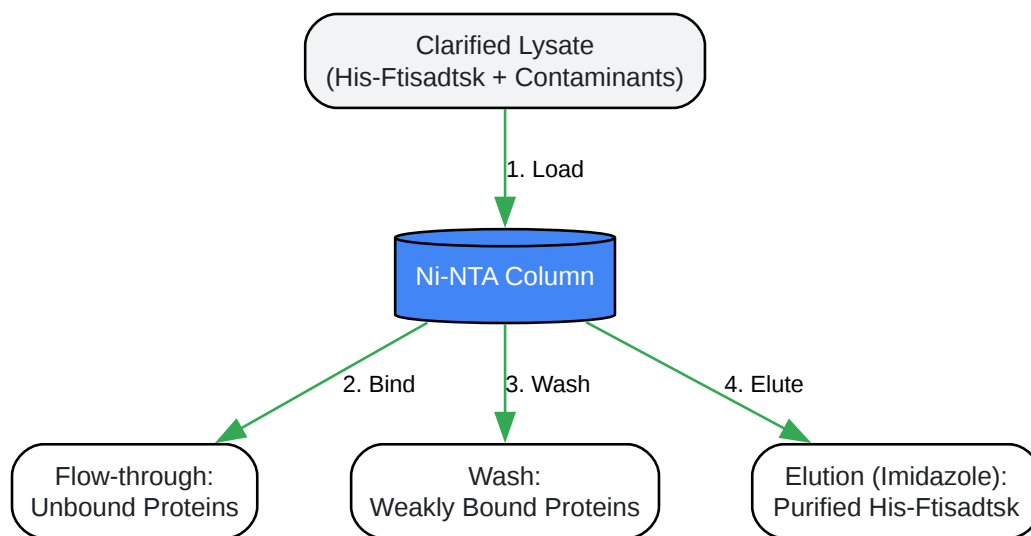 Clarified Lysate
(His-Ftisadtsk + Contaminants)
1. Load
Ni-NTA Column
2. Bind
3. Wash
4. Elute
Flow-through:
Unbound Proteins
Wash:
Weakly Bound Proteins
Elution (Imidazole):
Purified His-Ftisadtsk